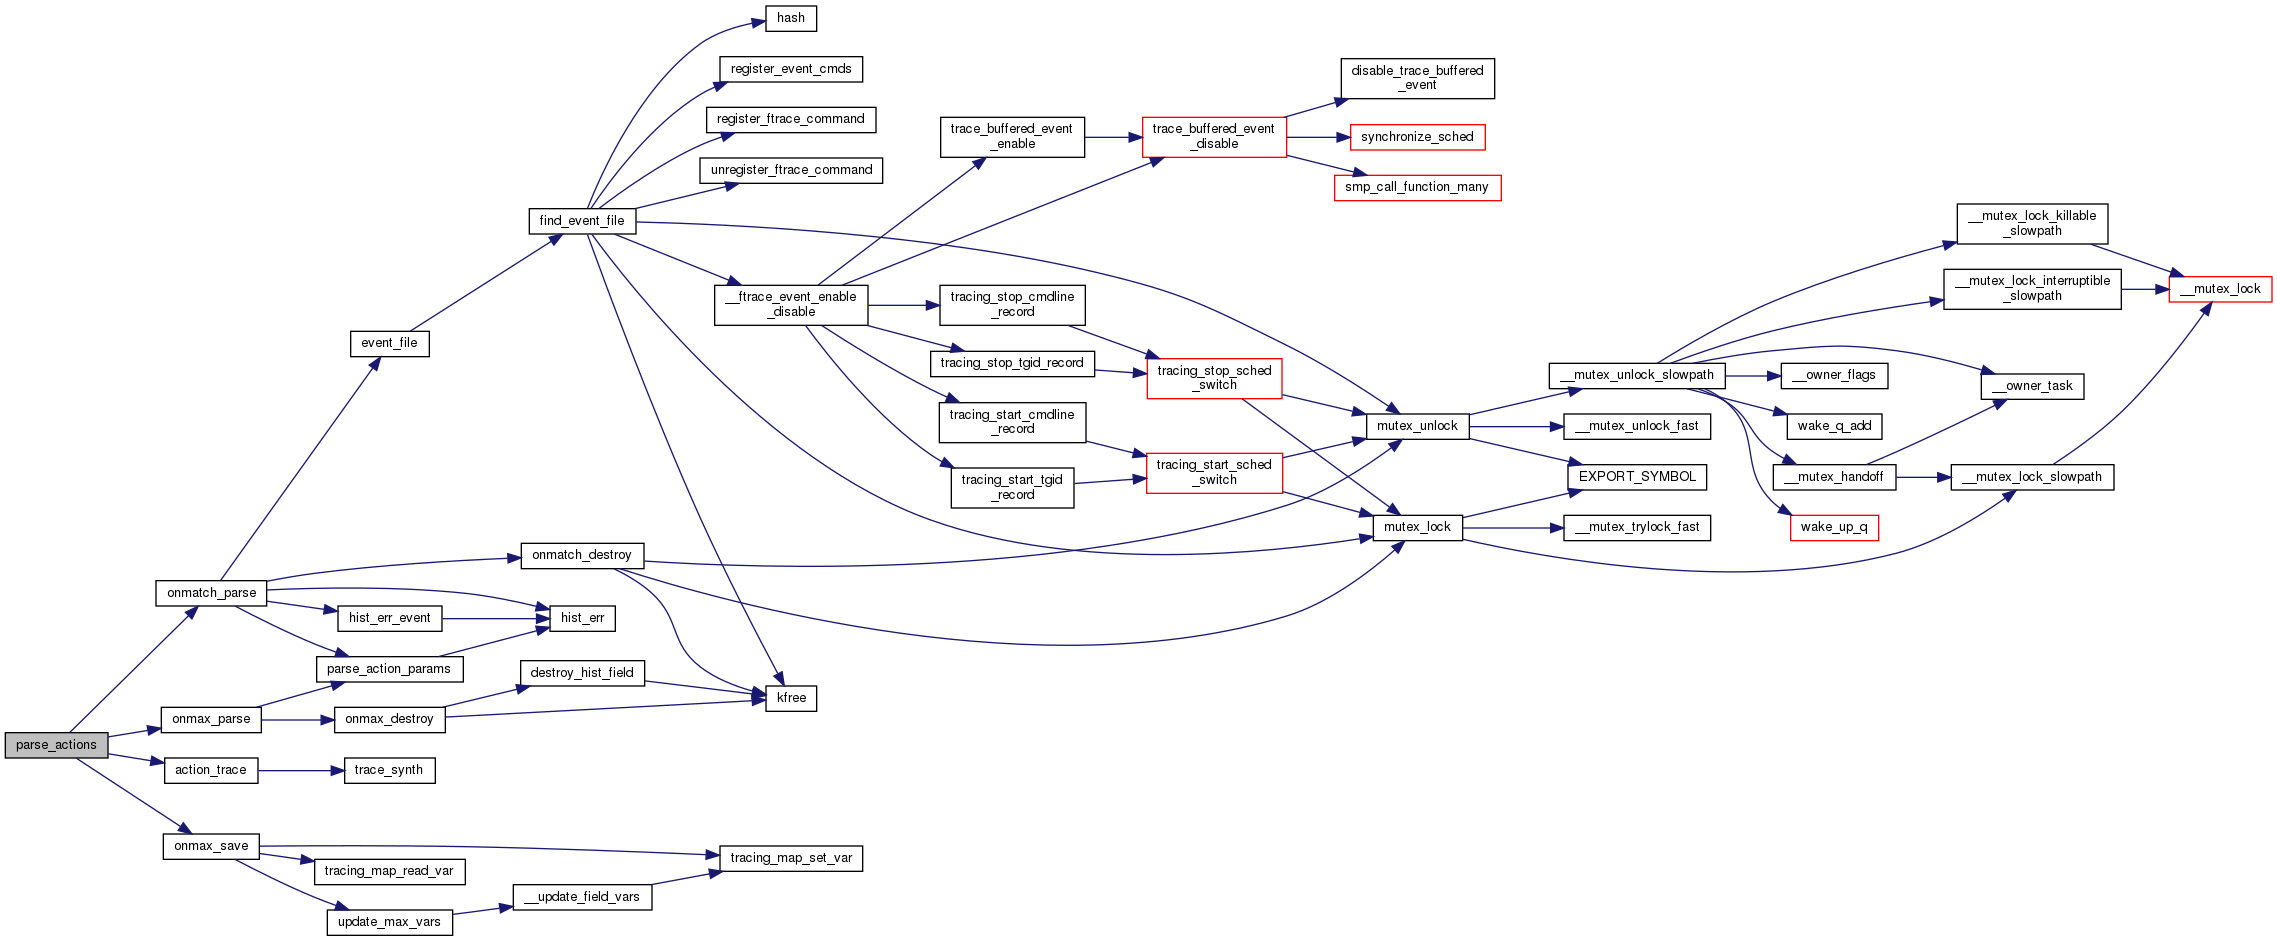 hash
register_event_cmds
register_ftrace_command
unregister_ftrace_command
find_event_file
trace_buffered_event
_enable
trace_buffered_event
_disable
disable_trace_buffered
_event
synchronize_sched
smp_call_function_many
__ftrace_event_enable
_disable
tracing_stop_cmdline
_record
tracing_stop_tgid_record
tracing_start_cmdline
_record
tracing_start_tgid
_record
tracing_stop_sched
_switch
tracing_start_sched
_switch
mutex_unlock
mutex_lock
__mutex_unlock_slowpath
__mutex_unlock_fast
EXPORT_SYMBOL
__mutex_trylock_fast
__mutex_lock_killable
_slowpath
__mutex_lock_interruptible
_slowpath
__mutex_lock
__owner_flags
__owner_task
wake_q_add
__mutex_handoff
__mutex_lock_slowpath
wake_up_q
event_file
onmatch_destroy
onmatch_parse
hist_err_event
hist_err
parse_action_params
destroy_hist_field
kfree
onmax_parse
onmax_destroy
parse_actions
action_trace
trace_synth
onmax_save
tracing_map_set_var
tracing_map_read_var
__update_field_vars
update_max_vars